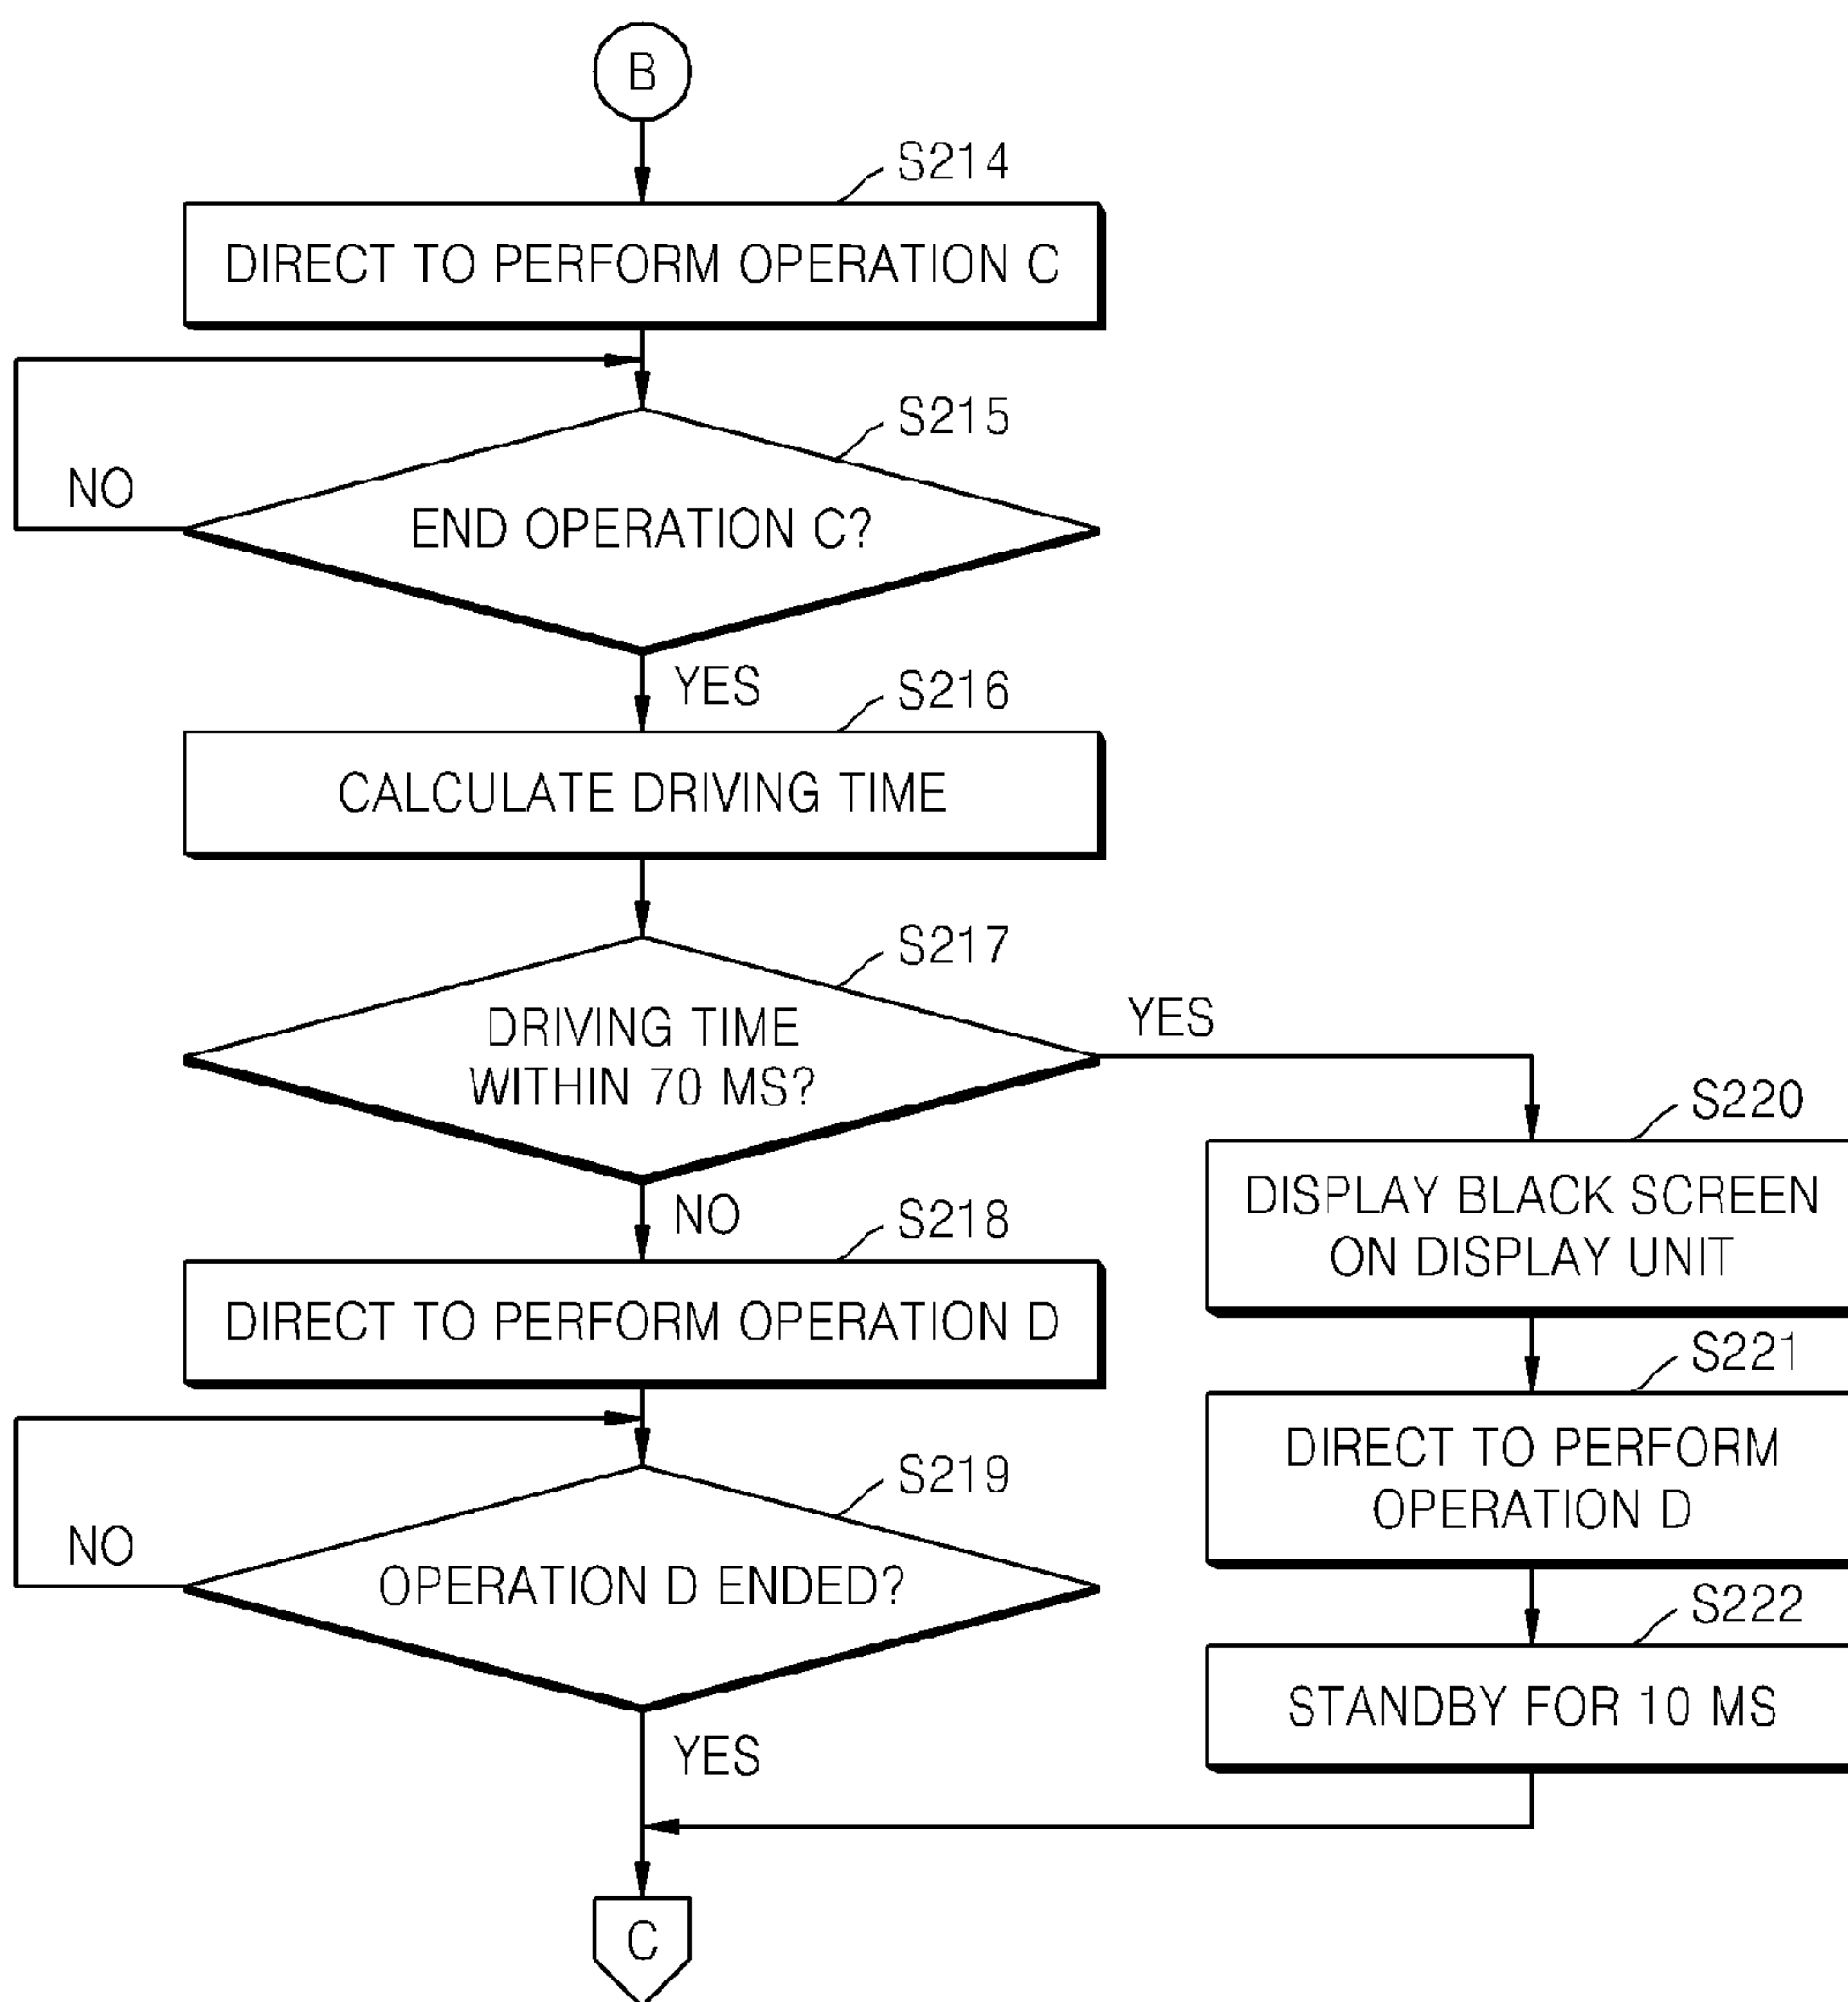 B
S214
DIRECT TO PERFORM OPERATION C
S215
NO
END OPERATION C?
YES
S216
CALCULATE DRIVING TIME
S217
DRIVING TIME
WITHIN 70 MS?
YES
NO
S218
DIRECT TO PERFORM OPERATION D
S219
NO
OPERATION D ENDED?
YES
S220
DISPLAY BLACK SCREEN
ON DISPLAY UNIT
S221
DIRECT TO PERFORM
OPERATION D
S222
STANDBY FOR 10 MS
C